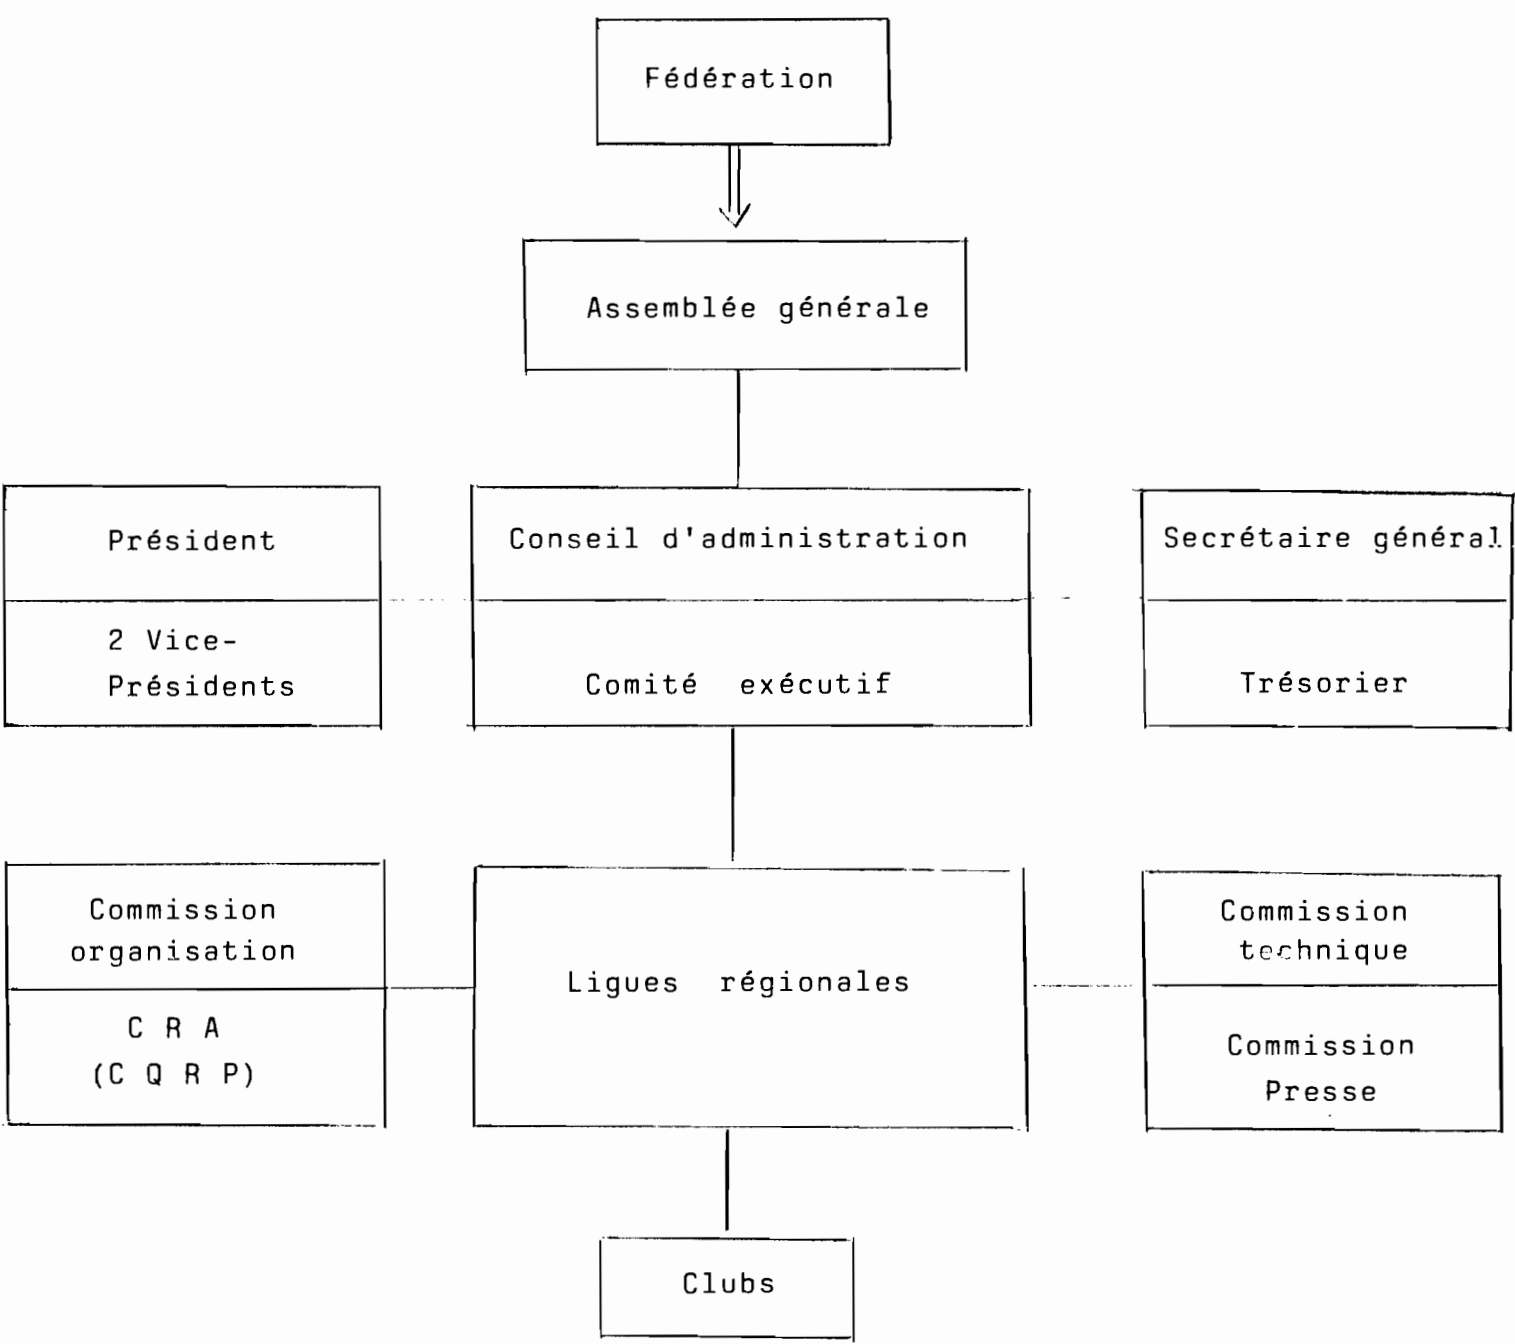 Fédération
Assemblée générale
Président
Conseil d'administration
Secrétaire général
2 Vice-
Présidents
Comité exécutif
Trésorier
Commission
organisation
Ligues régionales
Commission
technique
C R A
(C Q R P)
Commission
Presse
Clubs